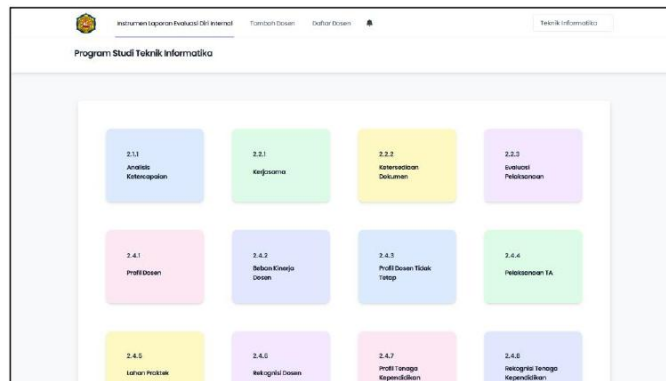 Instrumen Laporan Evaluasi Diri Internal
Tambah Dosen
Daftar Dosen
Teknik Informatika
Program Studi Teknik Informatika
2.1.1
Analisis
Ketercapaian
2.2.1
Kerjasama
2.2.2
Ketersediaan
Dokumen
2.2.3
Evaluasi
Pelaksanaan
2.4.1
Profil Dosen
2.4.2
Beban Kinerja
Dosen
2.4.3
Profil Dosen Tidak
Tetap
2.4.4
Pelaksanaan TA
2.4.5
Lahan Praktek
2.4.6
Rekognisi Dosen
2.4.7
Profil Tenaga
Kependidikan
2.4.8
Rekognisi Tenaga
Kependidikan